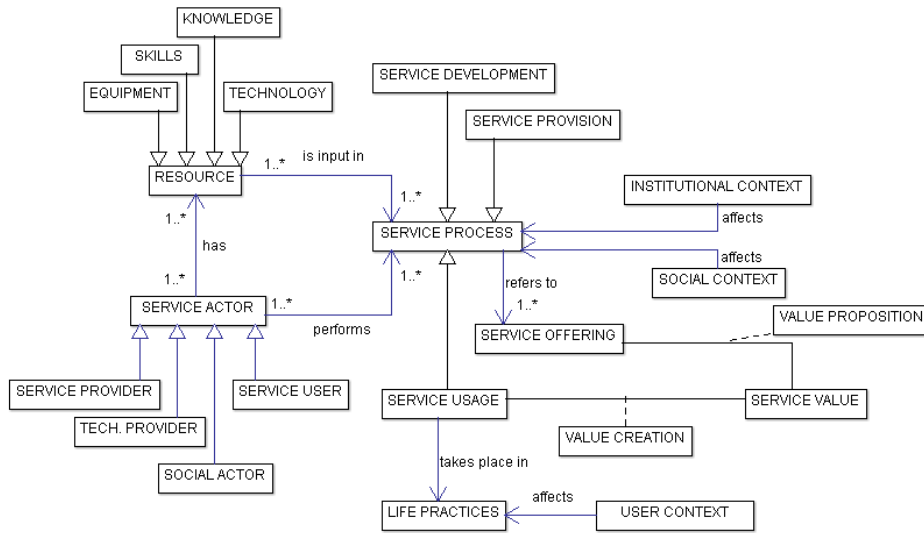 KNOWLEDGE
SKILLS
EQUIPMENT
TECHNOLOGY
SERVICE DEVELOPMENT
SERVICE PROVISION
1..*
is input in
RESOURCE
1..*
1..*
INSTITUTIONAL CONTEXT
affects
SERVICE PROCESS
has
affects
1..*
1..*
SOCIAL CONTEXT
refers to
SERVICE ACTOR
1..*
1..*
performs
VALUE PROPOSITION
SERVICE OFFERING
SERVICE PROVIDER
SERVICE USER
SERVICE USAGE
SERVICE VALUE
TECH. PROVIDER
VALUE CREATION
SOCIAL ACTOR
takes place in
affects
LIFE PRACTICES
USER CONTEXT